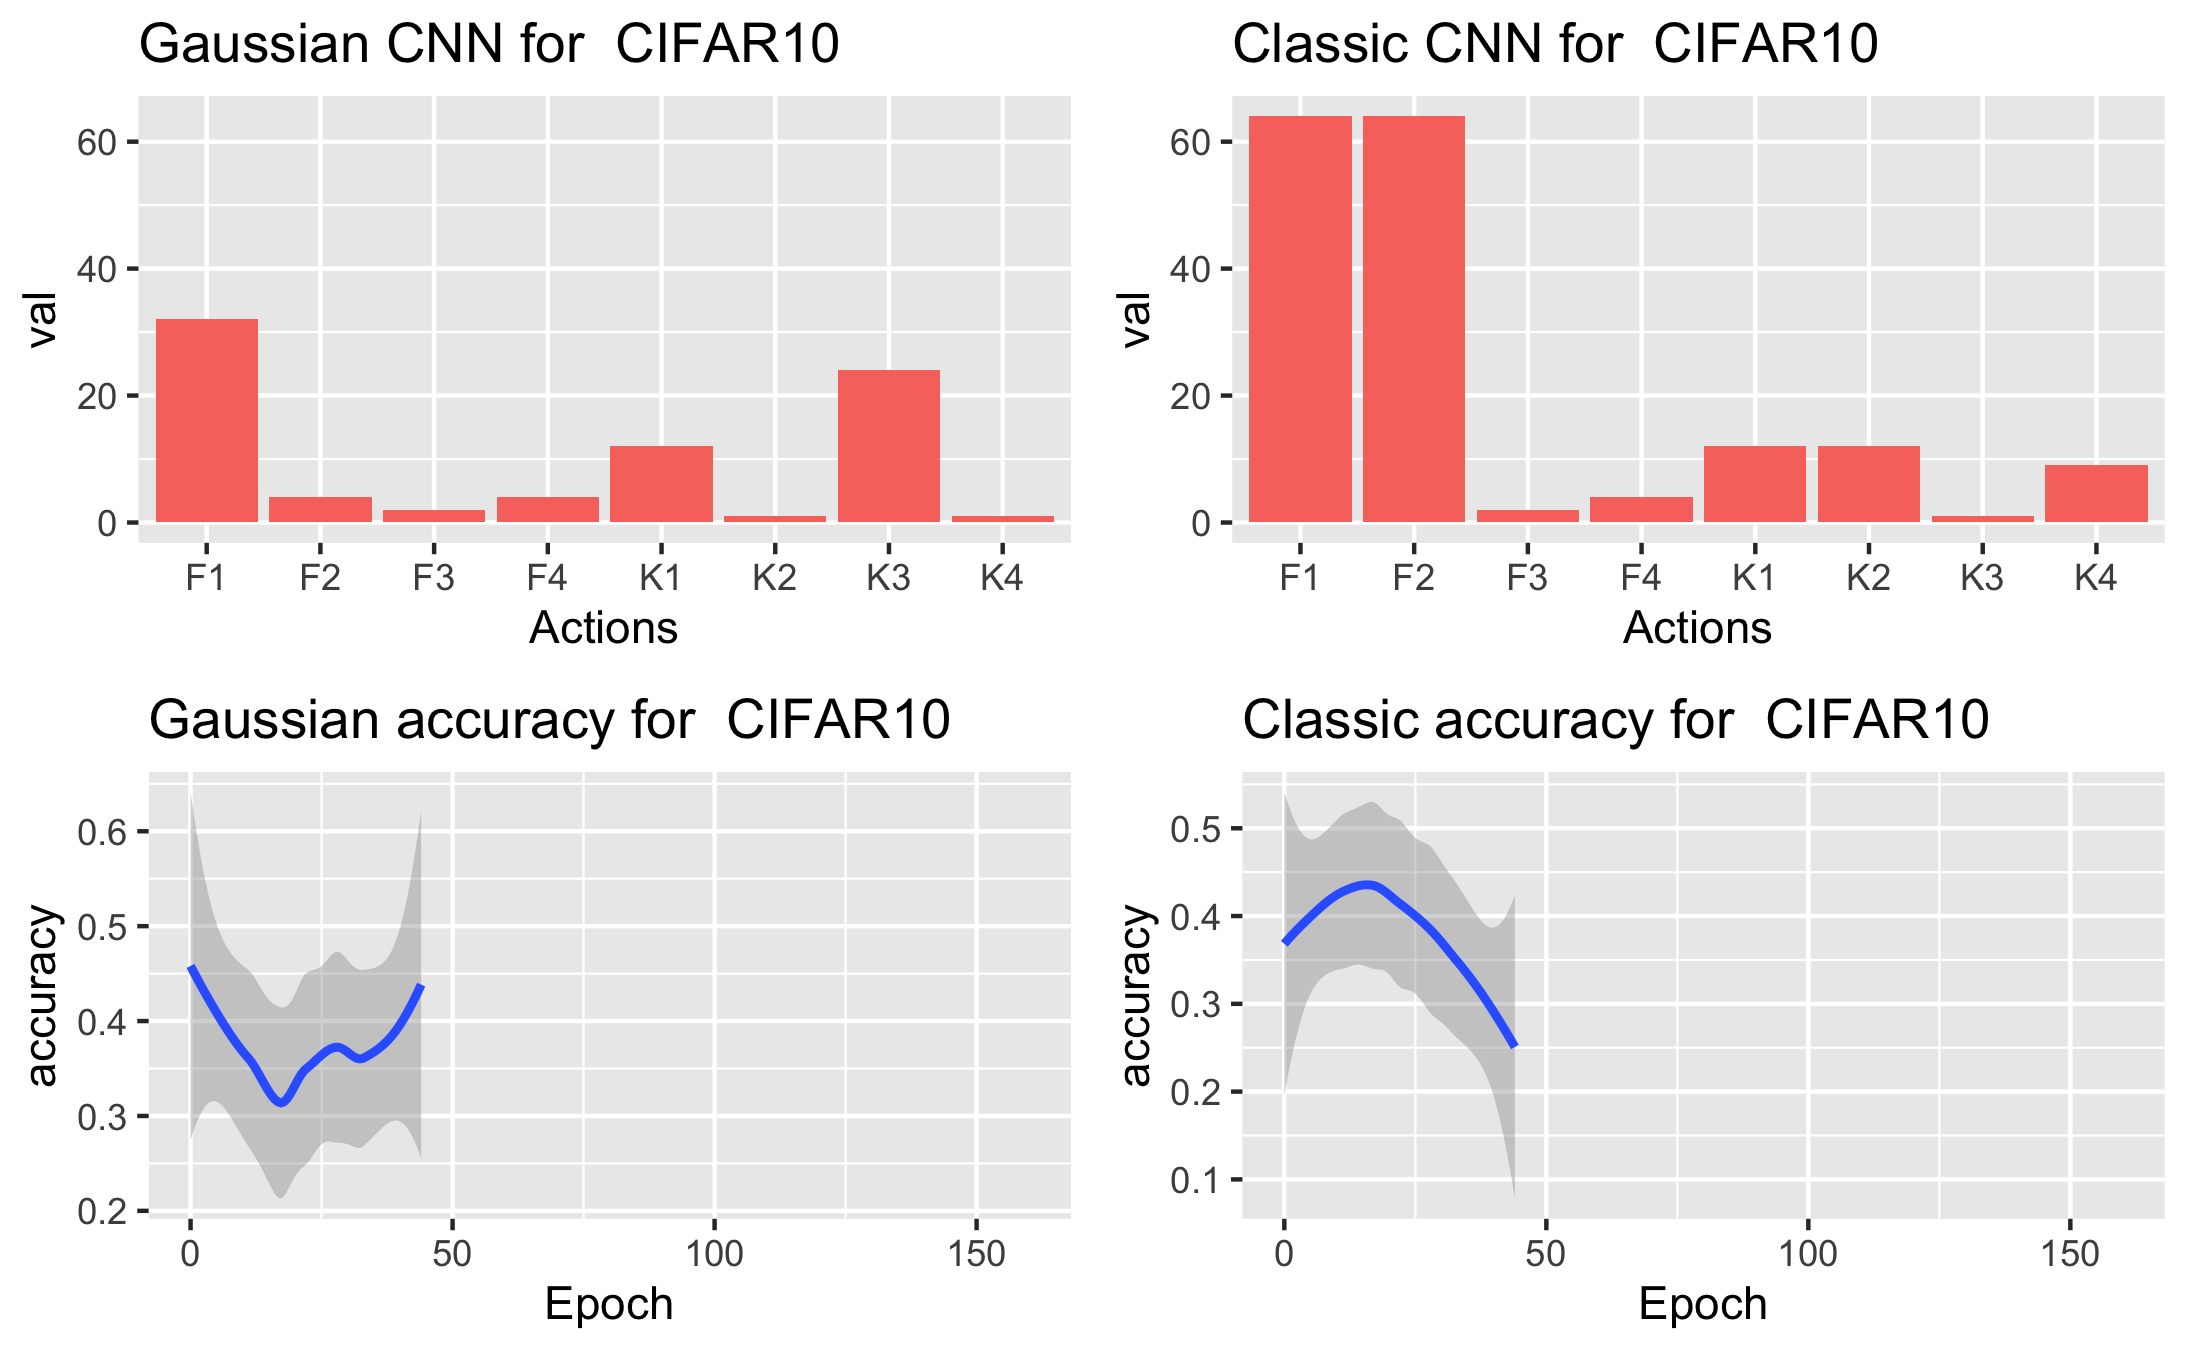 Gaussian CNN for  CIFAR10
60
40
20
0
val
F1 F2 F3 F4 K1 K2 K3 K4
Actions
Classic CNN for  CIFAR10
60
40
20
0
val
F1 F2 F3 F4 K1 K2 K3 K4
Actions
Gaussian accuracy for  CIFAR10
0.6
0.5
0.4
0.3
0.2
accuracy
0 50 100 150
Epoch
Classic accuracy for  CIFAR10
0.5
0.4
0.3
0.2
0.1
accuracy
0 50 100 150
Epoch